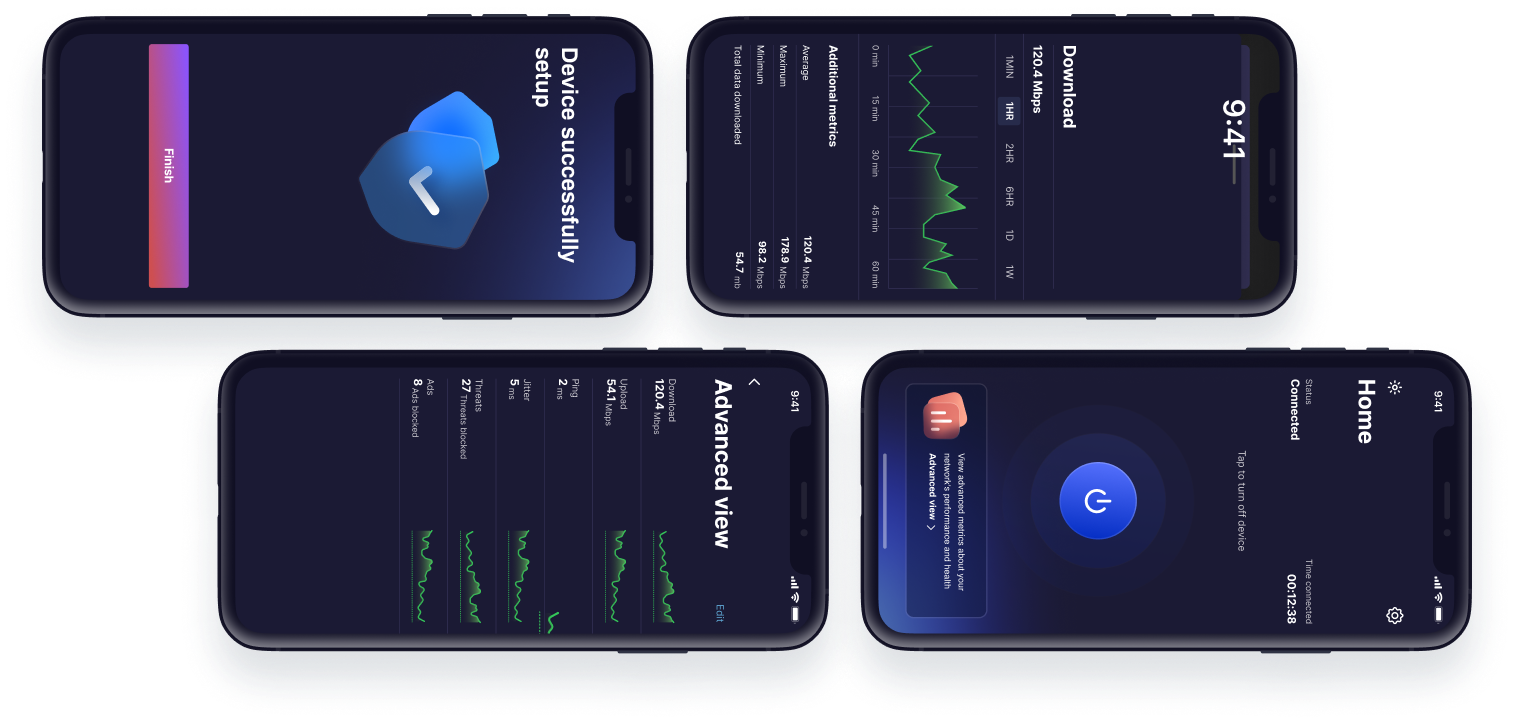 Device successfully
setup
Finish
9:41
Download
120.4 Mbps
1MIN 1HR 2HR 6HR 1D 1W
0 min 15 min 30 min 45 min 60 min
Additional metrics
Average 120.4 Mbps
Maximum 178.9 Mbps
Minimum 98.2 Mbps
Total data downloaded 54.7 mb
9:41
Advanced view Edit
Download
120.4 Mbps
Upload
54.1 Mbps
Ping
2 ms
Jitter
5 ms
Threats
27 Threats blocked
Ads
8 Ads blocked
9:41
Home
Status Time connected
Connected 00:12:38
Tap to turn off device
View advanced metrics about your
network's performance and health
Advanced view